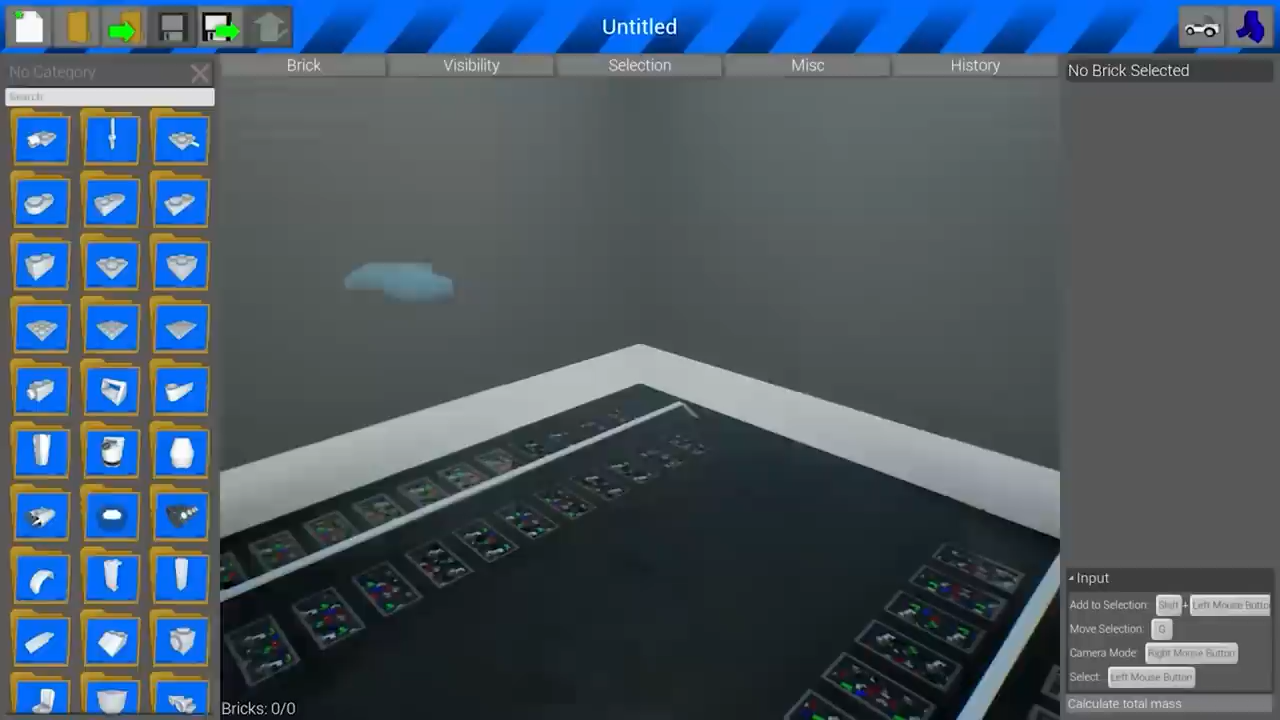 Untitled
No Category
Search
Brick
Visibility
Selection
Misc
History
No Brick Selected
Input
Add to Selection: Shift + Left Mouse Butto
Move Selection: G
Camera Mode: Right Mouse Button
Select: Left Mouse Button
Calculate total mass
Bricks: 0/0